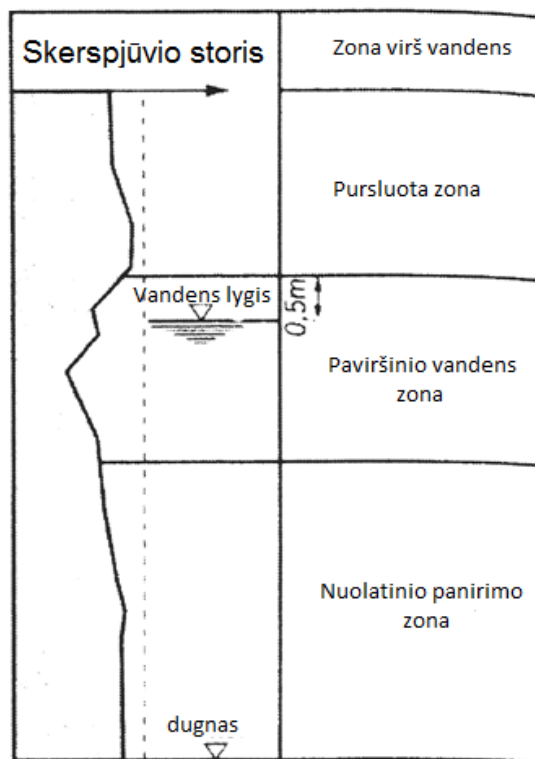 Skerspjūvio storis
Zona virš vandens
Pursluota zona
Vandens lygis
0,5m
Paviršinio vandens
zona
Nuolatinio panirimo
zona
dugnas